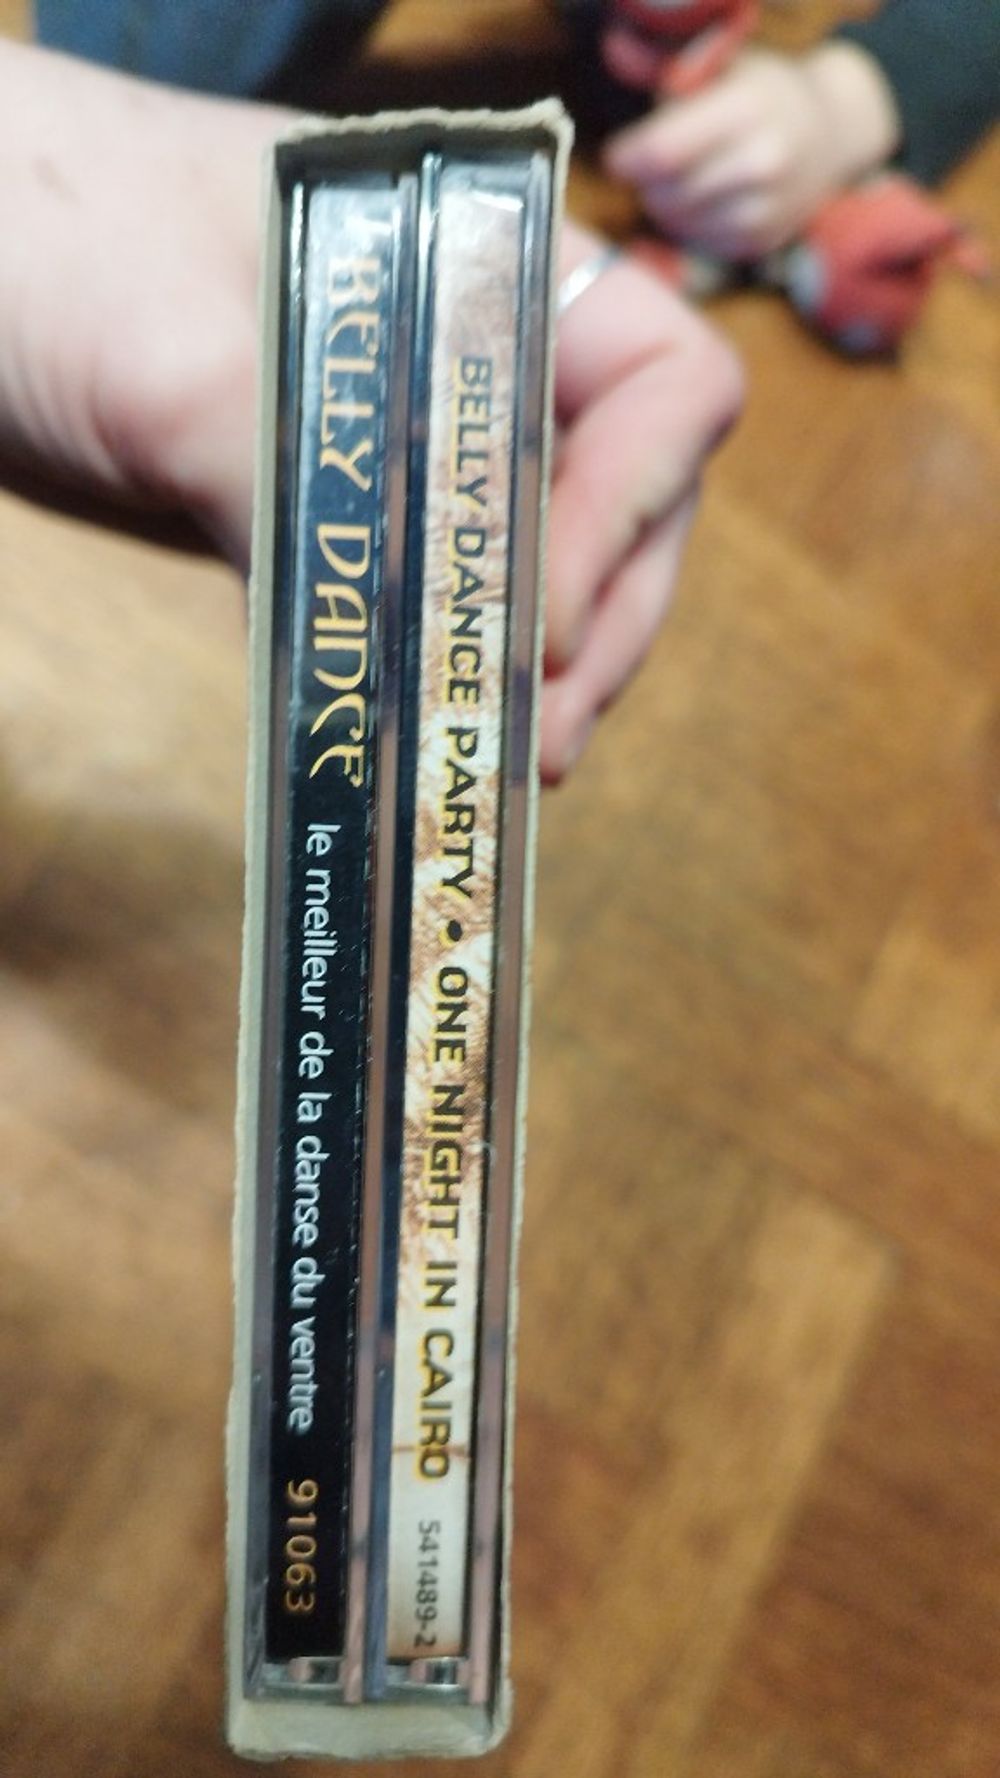 BELLY DANCE le meilleur de la danse du ventre 91063
BELLY DANCE PARTY • ONE NIGHT IN CAIRO 541489-2